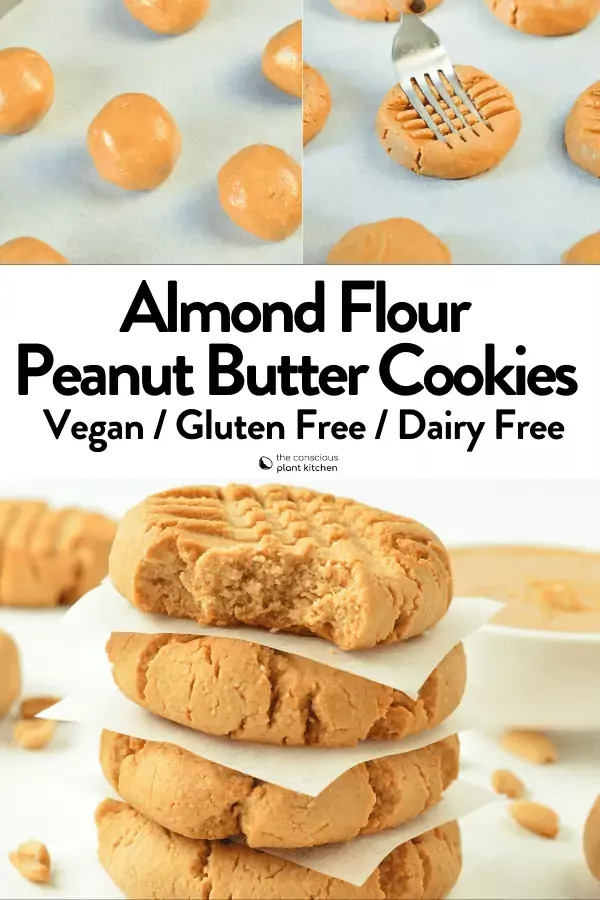 Almond Flour
Peanut Butter Cookies
Vegan / Gluten Free / Dairy Free
the conscious
plant kitchen